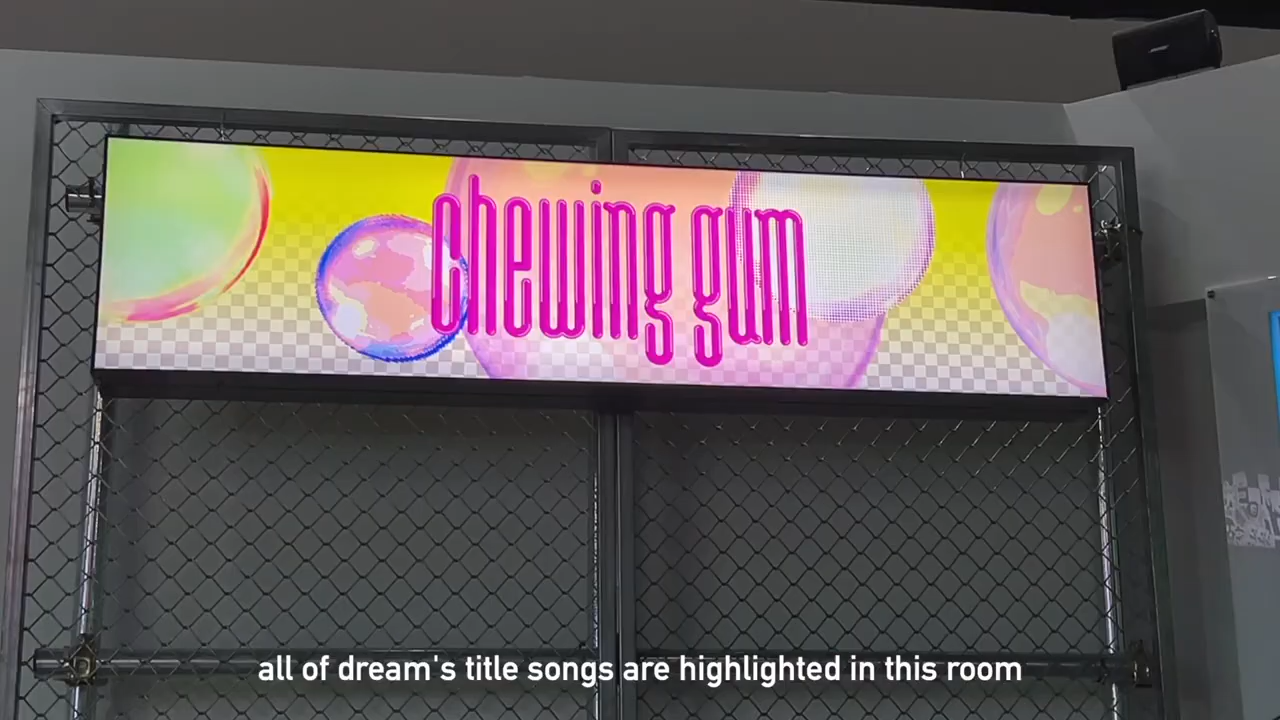 chewing gum
all of dream's title songs are highlighted in this room